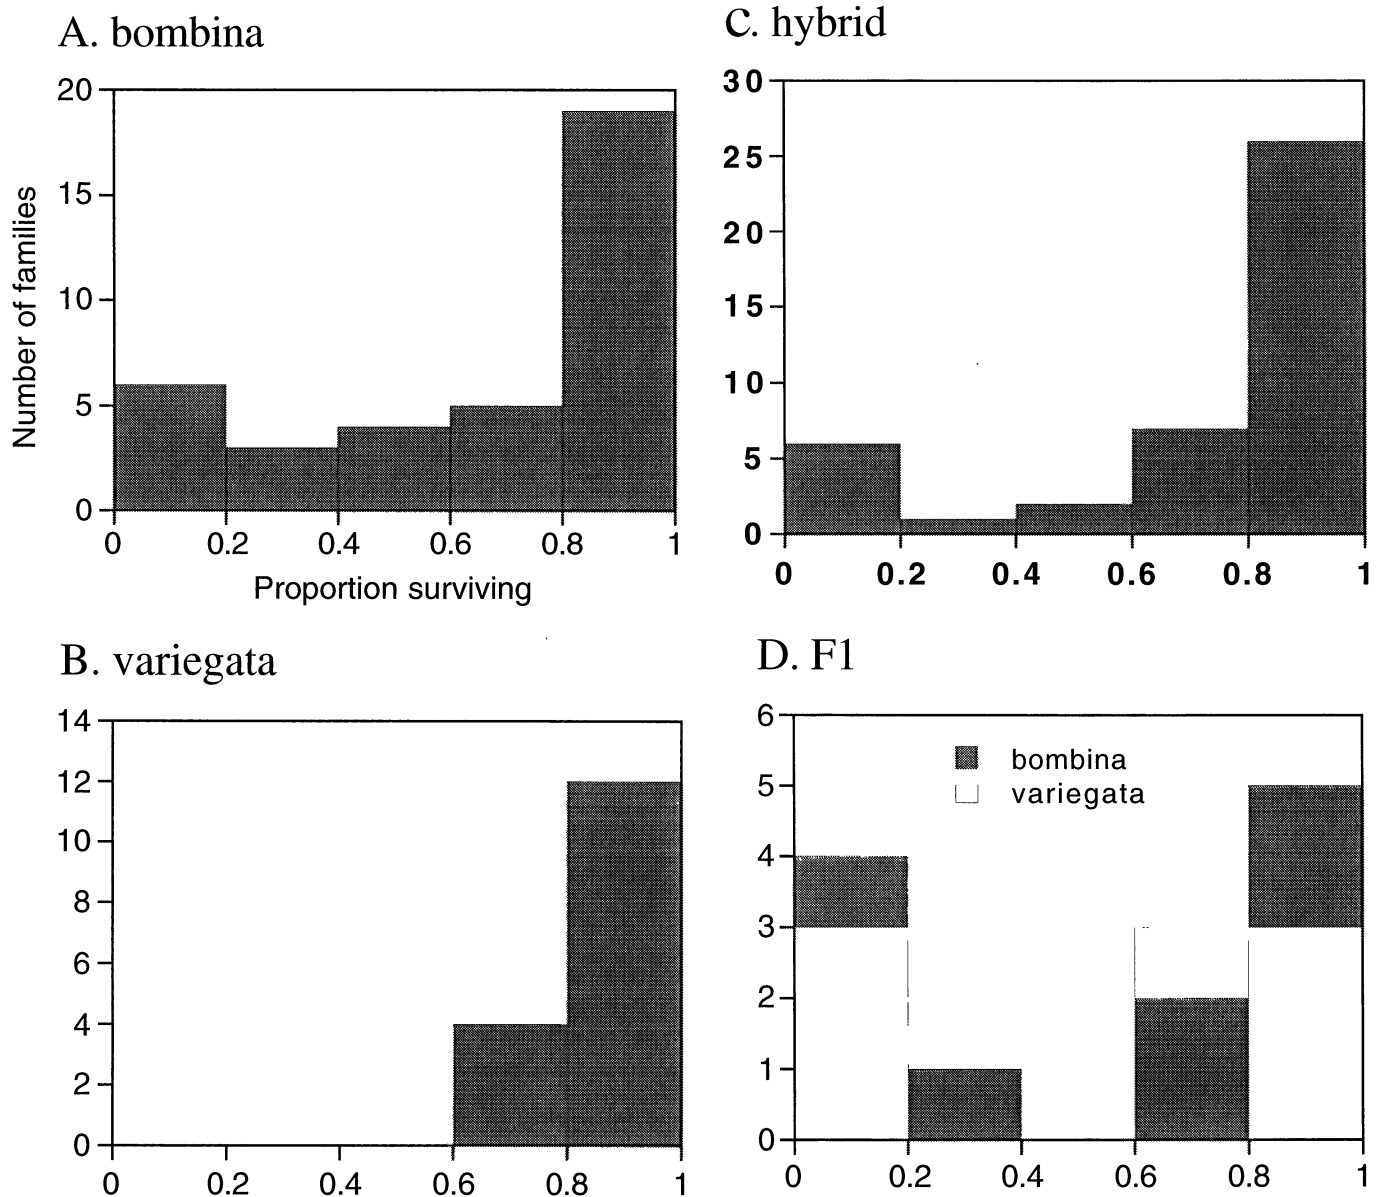 A. bombina
20
15
10
5
0
Number of families
0 0.2 0.4 0.6 0.8 1
Proportion surviving
B. variegata
14
12
10
8
6
4
2
0
0 0.2 0.4 0.6 0.8 1
C. hybrid
30
25
20
15
10
5
0
0 0.2 0.4 0.6 0.8 1
D. F1
6
5
4
3
2
1
0
bombina
variegata
0 0.2 0.4 0.6 0.8 1